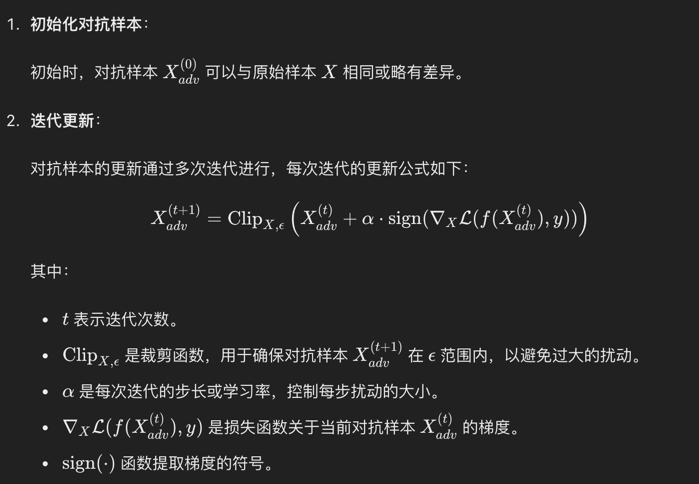 1. 初始化对抗样本：
初始时，对抗样本 $X_{adv}^{(0)}$ 可以与原始样本 $X$ 相同或略有差异。
2. 迭代更新：
对抗样本的更新通过多次迭代进行，每次迭代的更新公式如下：
$X_{adv}^{(t+1)} = \text{Clip}_{X,\epsilon}\left(X_{adv}^{(t)} + \alpha \cdot \text{sign}(\nabla_X \mathcal{L}(f(X_{adv}^{(t)}), y))\right)$
其中：
• $t$ 表示迭代次数。
• $\text{Clip}_{X,\epsilon}$ 是裁剪函数，用于确保对抗样本 $X_{adv}^{(t+1)}$ 在 $\epsilon$ 范围内，以避免过大的扰动。
• $\alpha$ 是每次迭代的步长或学习率，控制每步扰动的大小。
• $\nabla_X \mathcal{L}(f(X_{adv}^{(t)}), y)$ 是损失函数关于当前对抗样本 $X_{adv}^{(t)}$ 的梯度。
• $\text{sign}(\cdot)$ 函数提取梯度的符号。